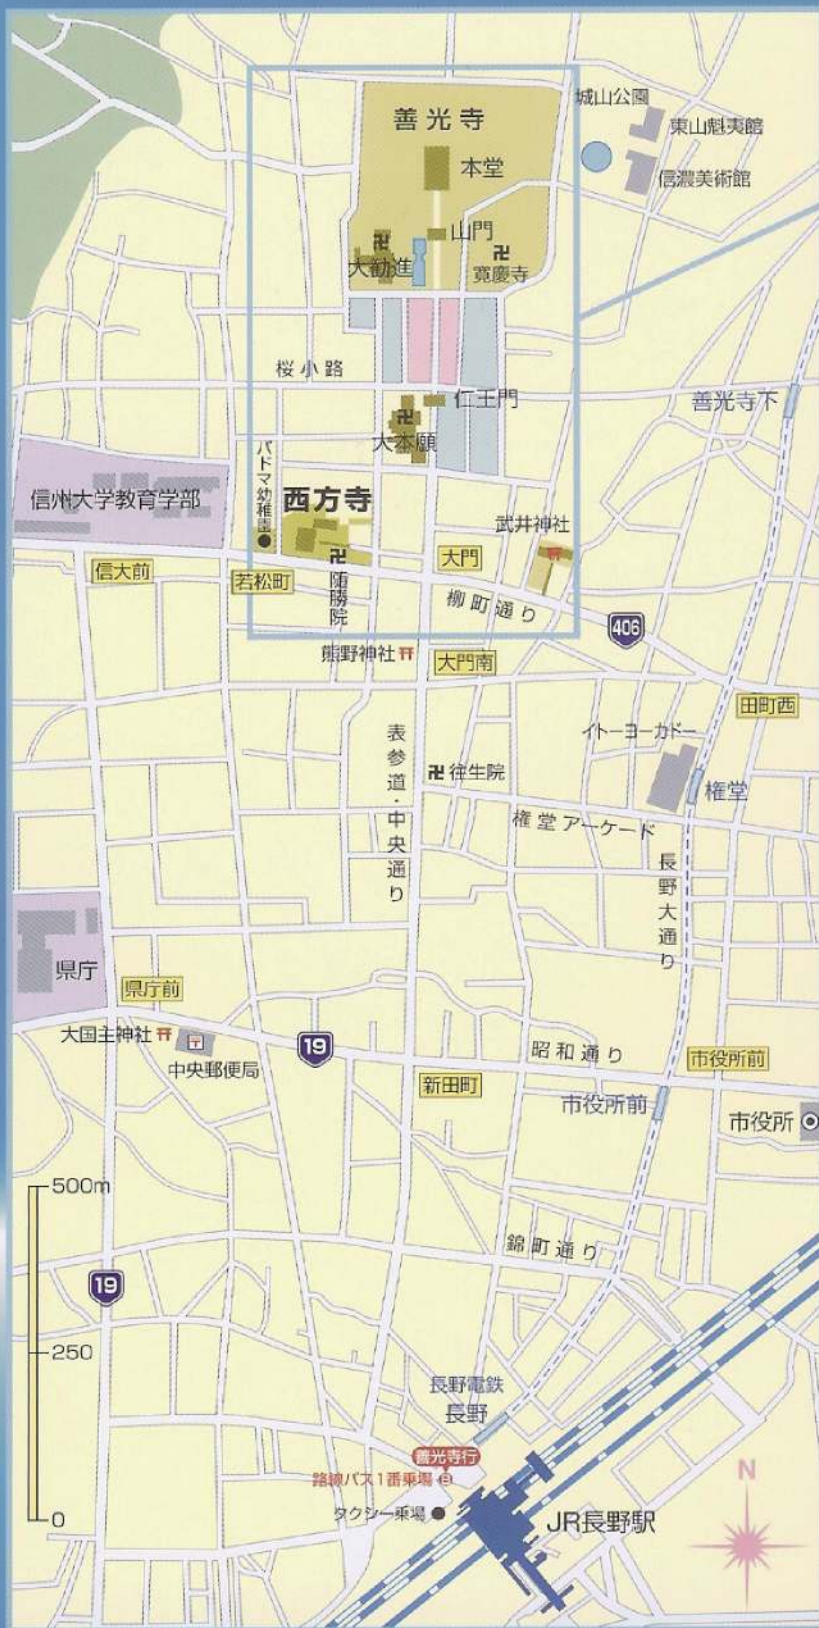 城山公園
善光寺
東山魁夷館
本堂
信濃美術館
山門
卍
大勧進
卍
寛慶寺
桜小路
仁王門
善光寺下
卍
大本願
パドマ幼稚園
西方寺
信州大学教育学部
武井神社
大門
信大前
若松町
卍 随勝院
柳町通り
406
熊野神社
大門南
田町西
イトーヨーカドー
表参道・中央通り
卍 往生院
権堂
権堂アーケード
長野大通り
県庁
県庁前
大国主神社
〒
中央郵便局
19
昭和通り
市役所前
新田町
市役所前
市役所
500m
錦町通り
19
250
長野電鉄
長野
善光寺行
路線バス1番乗場
B
N
タクシー乗場
0
JR長野駅